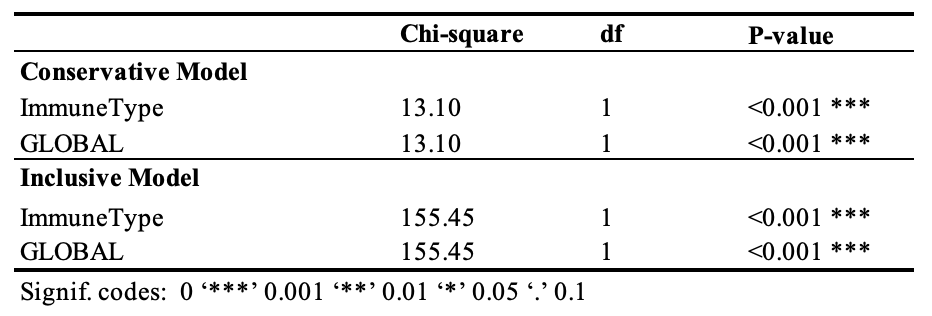 Chi-square df P-value
Conservative Model
ImmuneType 13.10 1 <0.001 ***
GLOBAL 13.10 1 <0.001 ***
Inclusive Model
ImmuneType 155.45 1 <0.001 ***
GLOBAL 155.45 1 <0.001 ***
Signif. codes: 0 ‘***’ 0.001 ‘**’ 0.01 ‘*’ 0.05 ‘.’ 0.1